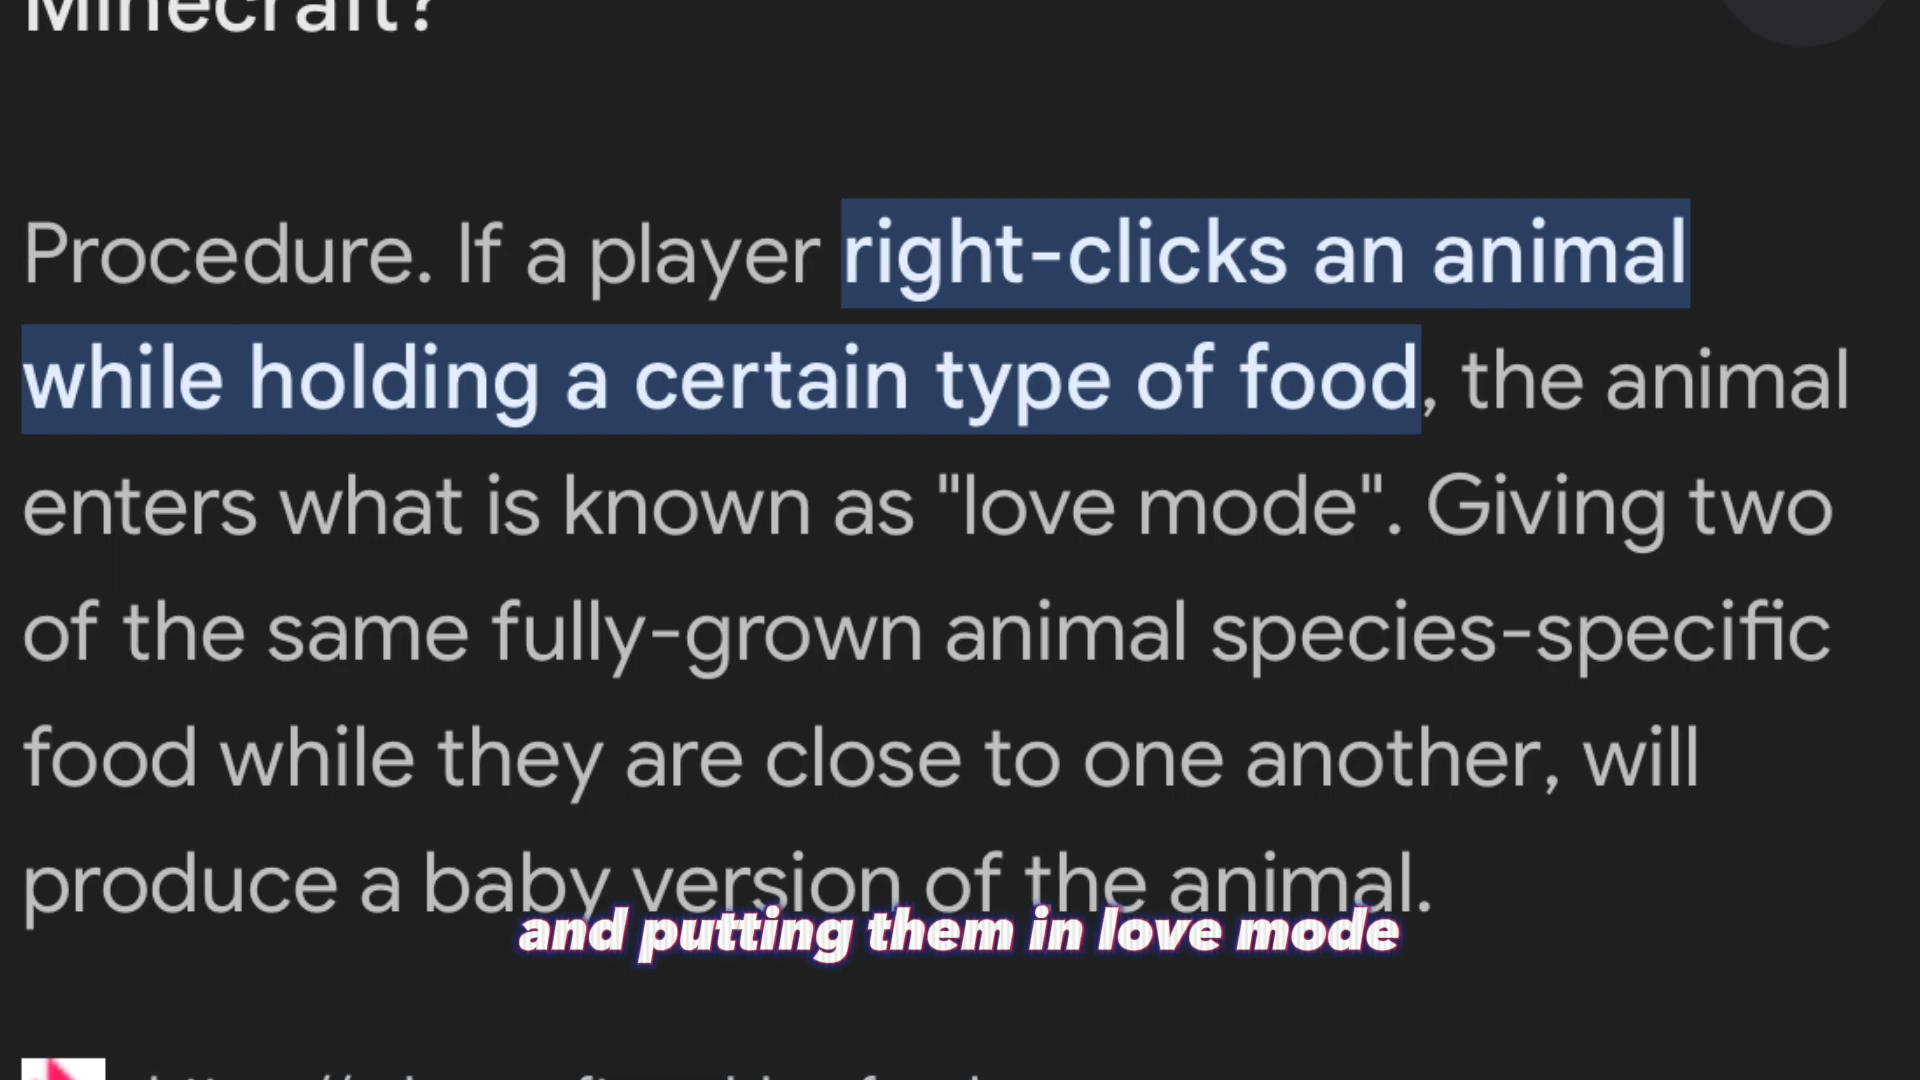 Minecraft?
Procedure. If a player right-clicks an animal
while holding a certain type of food, the animal
enters what is known as "love mode". Giving two
of the same fully-grown animal species-specific
food while they are close to one another, will
produce a baby version of the animal.
and putting them in love mode